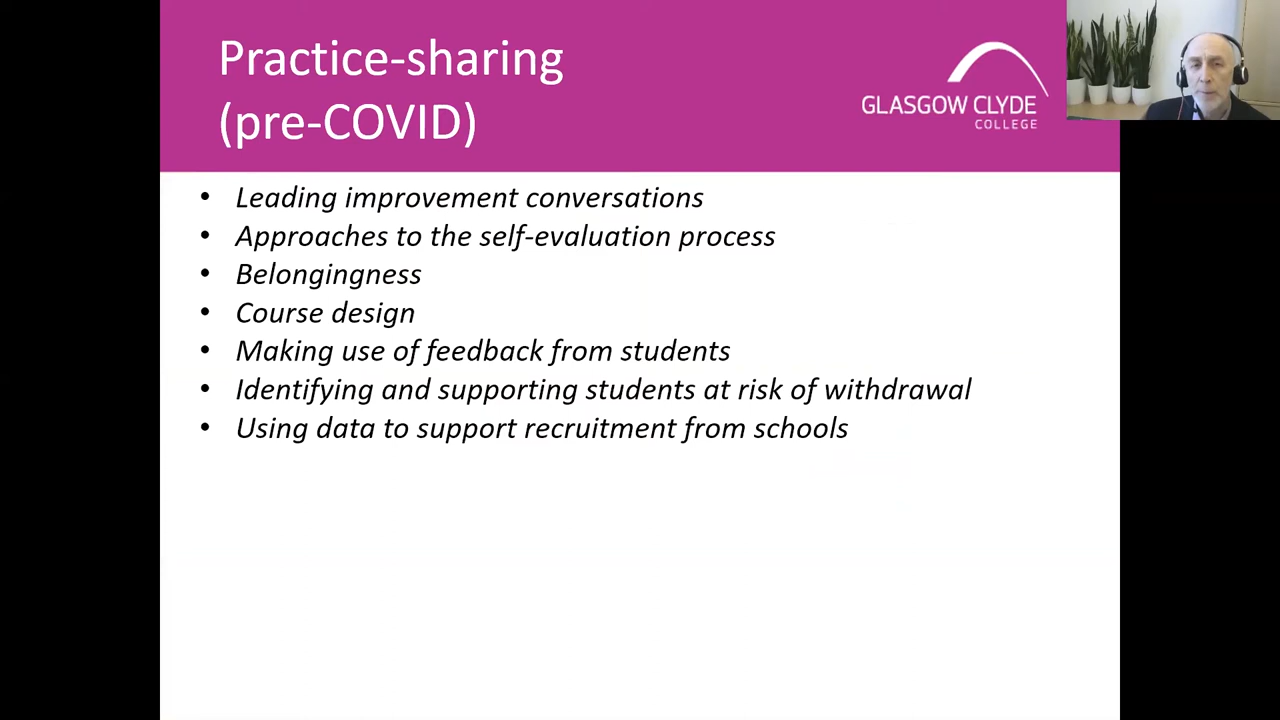 Practice-sharing
(pre-COVID)
GLASGOW CLYDE
COLLEGE
• Leading improvement conversations
• Approaches to the self-evaluation process
• Belongingness
• Course design
• Making use of feedback from students
• Identifying and supporting students at risk of withdrawal
• Using data to support recruitment from schools